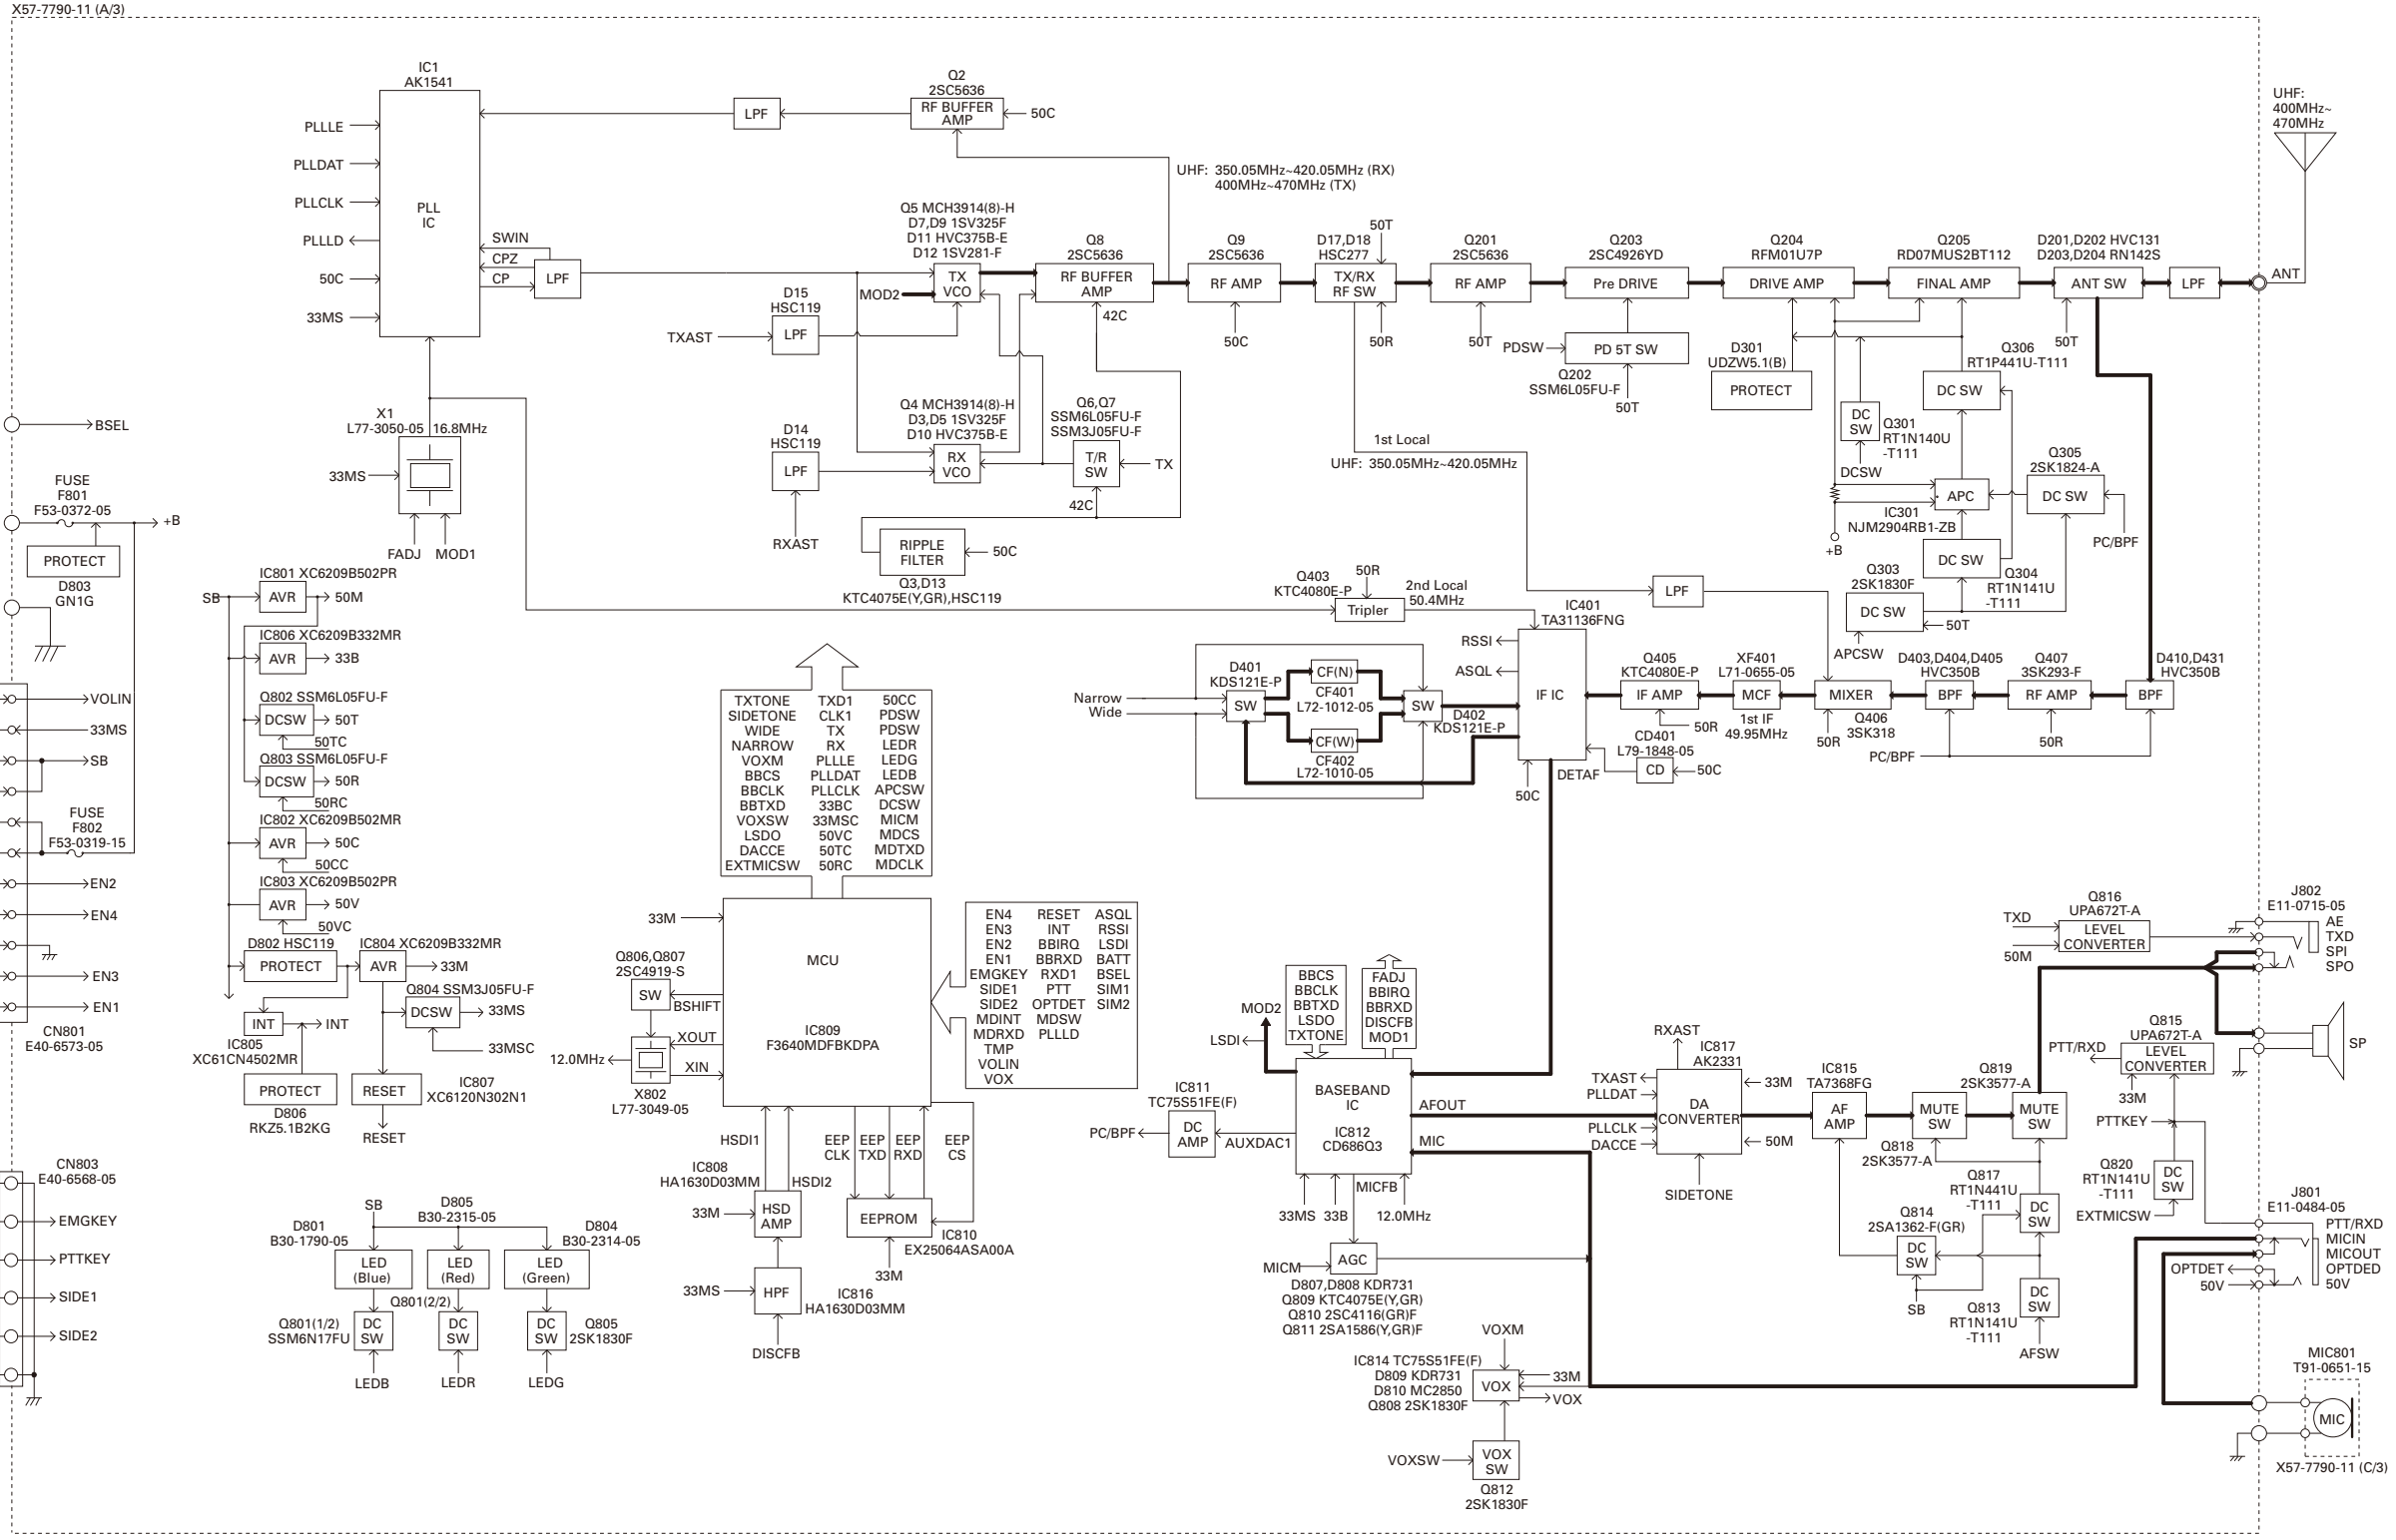 X57-7790-11 (A/3)
IC1
AK1541
PLL
IC
PLLLE
PLLDAT
PLLCLK
PLLLD
50C
33MS
SWIN
CPZ
CP
LPF
LPF
Q2
2SC5636
RF BUFFER
AMP
50C
UHF: 350.05MHz~420.05MHz (RX)
400MHz~470MHz (TX)
UHF:
400MHz~
470MHz
Q5 MCH3914(8)-H
D7,D9 1SV325F
D11 HVC375B-E
D12 1SV281-F
TX
VCO
MOD2
Q8
2SC5636
RF BUFFER
AMP
42C
Q9
2SC5636
RF AMP
50C
50T
D17,D18
HSC277
TX/RX
RF SW
50R
Q201
2SC5636
RF AMP
50T
Q203
2SC4926YD
Pre DRIVE
PDSW
PD 5T SW
Q202
SSM6L05FU-F
50T
Q204
RFM01U7P
DRIVE AMP
Q205
RD07MUS2BT112
FINAL AMP
D201,D202 HVC131
D203,D204 RN142S
ANT SW
50T
LPF
ANT
D15
HSC119
TXAST
LPF
D301
UDZW5.1(B)
PROTECT
Q306
RT1P441U-T111
DC SW
DC
SW
Q301
RT1N140U
-T111
DCSW
Q305
2SK1824-A
DC SW
APC
IC301
NJM2904RB1-ZB
PC/BPF
+B
DC SW
Q304
RT1N141U
-T111
Q303
2SK1830F
DC SW
50T
APCSW
X1
L77-3050-05
16.8MHz
33MS
FADJ
MOD1
D14
HSC119
LPF
RXAST
Q4 MCH3914(8)-H
D3,D5 1SV325F
D10 HVC375B-E
RX
VCO
Q6,Q7
SSM6L05FU-F
SSM3J05FU-F
T/R
SW
TX
42C
RIPPLE
FILTER
50C
Q3,D13
KTC4075E(Y,GR),HSC119
1st Local
UHF: 350.05MHz~420.05MHz
LPF
BSEL
FUSE
F801
F53-0372-05
+B
PROTECT
D803
GN1G
VOLIN
33MS
SB
FUSE
F802
F53-0319-15
EN2
EN4
EN3
EN1
CN801
E40-6573-05
CN803
E40-6568-05
EMGKEY
PTTKEY
SIDE1
SIDE2
SB
IC801 XC6209B502PR
AVR
50M
IC806 XC6209B332MR
AVR
33B
Q802 SSM6L05FU-F
DCSW
50T
50TC
Q803 SSM6L05FU-F
DCSW
50R
50RC
IC802 XC6209B502MR
AVR
50C
50CC
IC803 XC6209B502PR
AVR
50V
50VC
D802 HSC119
PROTECT
IC804 XC6209B332MR
AVR
33M
Q804 SSM3J05FU-F
DCSW
33MS
33MSC
INT
INT
IC805
XC61CN4502MR
PROTECT
D806
RKZ5.1B2KG
RESET
IC807
XC6120N302N1
RESET
SB
D801
B30-1790-05
LED
(Blue)
D805
B30-2315-05
LED
(Red)
D804
B30-2314-05
LED
(Green)
Q801(1/2)
SSM6N17FU
DC
SW
LEDB
Q801(2/2)
DC
SW
LEDR
DC
SW
Q805
2SK1830F
LEDG
TXTONE TXD1 50CC
SIDETONE CLK1 PDSW
WIDE TX PDSW
NARROW RX LEDR
VOXM PLLLE LEDG
BBCS PLLDAT LEDB
BBCLK PLLCLK APCSW
BBTXD 33BC DCSW
VOXSW 33MSC MICM
LSDO 50VC MDCS
DACCE 50TC MDTXD
EXTMICSW 50RC MDCLK
33M
MCU
IC809
F3640MDFBKDPA
EN4 RESET ASQL
EN3 INT RSSI
EN2 BBIRQ LSDI
EN1 BBRXD BATT
EMGKEY RXD1 BSEL
SIDE1 PTT SIM1
SIDE2 OPTDET SIM2
MDINT MDSW
MDRXD PLLLD
TMP
VOLIN
VOX
Q806,Q807
2SC4919-S
SW
BSHIFT
XOUT
XIN
12.0MHz
X802
L77-3049-05
HSDI1
HSDI2
IC808
HA1630D03MM
33M
HSD
AMP
33MS
HPF
IC816
HA1630D03MM
DISCFB
EEP
CLK
EEP
TXD
EEP
RXD
EEP
CS
EEPROM
IC810
EX25064ASA00A
33M
Q403
KTC4080E-P
50R
Tripler
2nd Local
50.4MHz
IC401
TA31136FNG
RSSI
ASQL
IF IC
50C
DETAF
Narrow
Wide
D401
KDS121E-P
SW
CF(N)
CF401
L72-1012-05
CF(W)
CF402
L72-1010-05
SW
D402
KDS121E-P
CD401
L79-1848-05
CD
50C
Q405
KTC4080E-P
IF AMP
50R
XF401
L71-0655-05
MCF
1st IF
49.95MHz
MIXER
Q406
3SK318
50R
D403,D404,D405
HVC350B
BPF
Q407
3SK293-F
RF AMP
50R
D410,D431
HVC350B
BPF
PC/BPF
MOD2
LSDI
BBCS
BBCLK
BBTXD
LSDO
TXTONE
FADJ
BBIRQ
BBRXD
DISCFB
MOD1
BASEBAND
IC
IC812
CD686Q3
AFOUT
MIC
IC811
TC75S51FE(F)
PC/BPF
DC
AMP
AUXDAC1
33MS
33B
MICFB
12.0MHz
MICM
AGC
D807,D808 KDR731
Q809 KTC4075E(Y,GR)
Q810 2SC4116(GR)F
Q811 2SA1586(Y,GR)F
VOXM
IC814 TC75S51FE(F)
D809 KDR731
D810 MC2850
Q808 2SK1830F
VOX
33M
VOX
VOXSW
VOX
SW
Q812
2SK1830F
RXAST
IC817
AK2331
TXAST
PLLDAT
PLLCLK
DACCE
DA
CONVERTER
33M
50M
SIDETONE
IC815
TA7368FG
AF
AMP
MUTE
SW
Q818
2SK3577-A
Q819
2SK3577-A
MUTE
SW
Q817
RT1N441U
-T111
DC
SW
Q814
2SA1362-F(GR)
DC
SW
SB
Q813
RT1N141U
-T111
DC
SW
AFSW
Q816
UPA672T-A
TXD
50M
LEVEL
CONVERTER
Q815
UPA672T-A
PTT/RXD
LEVEL
CONVERTER
33M
PTTKEY
Q820
RT1N141U
-T111
DC
SW
EXTMICSW
J802
E11-0715-05
AE
TXD
SPI
SPO
SP
J801
E11-0484-05
PTT/RXD
MICIN
MICOUT
OPTDET
OPTDED
50V
50V
MIC801
T91-0651-15
MIC
X57-7790-11 (C/3)